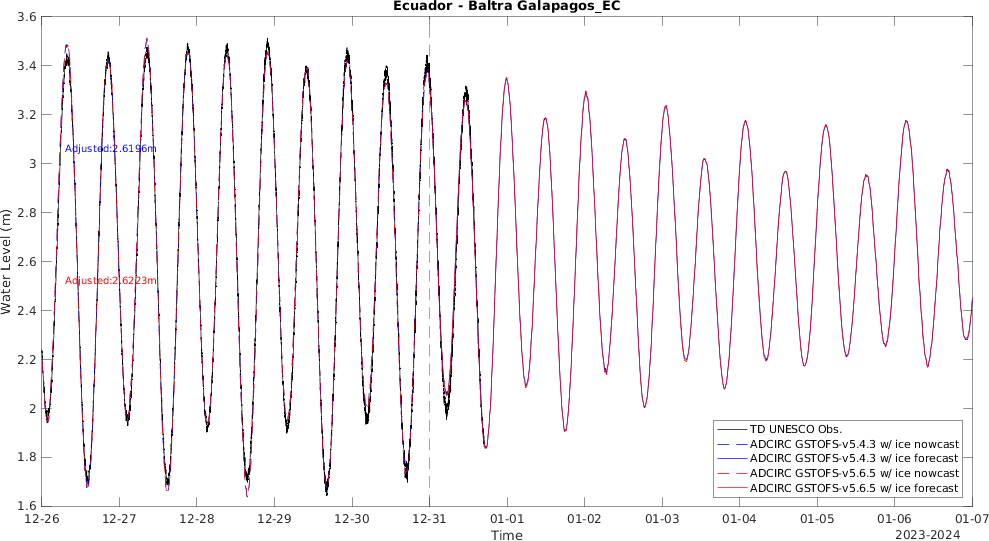 Ecuador - Baltra Galapagos_EC
3.6
3.4
3.2
3
2.8
2.6
2.4
2.2
2
1.8
1.6
Water Level (m)
Adjusted:2.6196m
Adjusted:2.6223m
TD UNESCO Obs.
ADCIRC GSTOFS-v5.4.3 w/ ice nowcast
ADCIRC GSTOFS-v5.4.3 w/ ice forecast
ADCIRC GSTOFS-v5.6.5 w/ ice nowcast
ADCIRC GSTOFS-v5.6.5 w/ ice forecast
12-26 12-27 12-28 12-29 12-30 12-31 01-01 01-02 01-03 01-04 01-05 01-06 01-07
Time
2023-2024